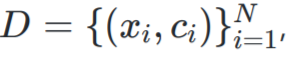 D = {(x_i, c_i)}_{i=1}^{N},